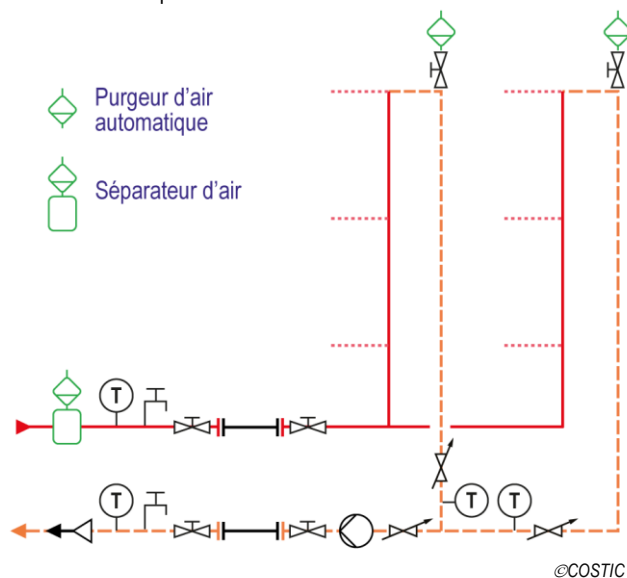 Purgeur d'air
automatique
Séparateur d'air
T
T
T
T
©COSTIC